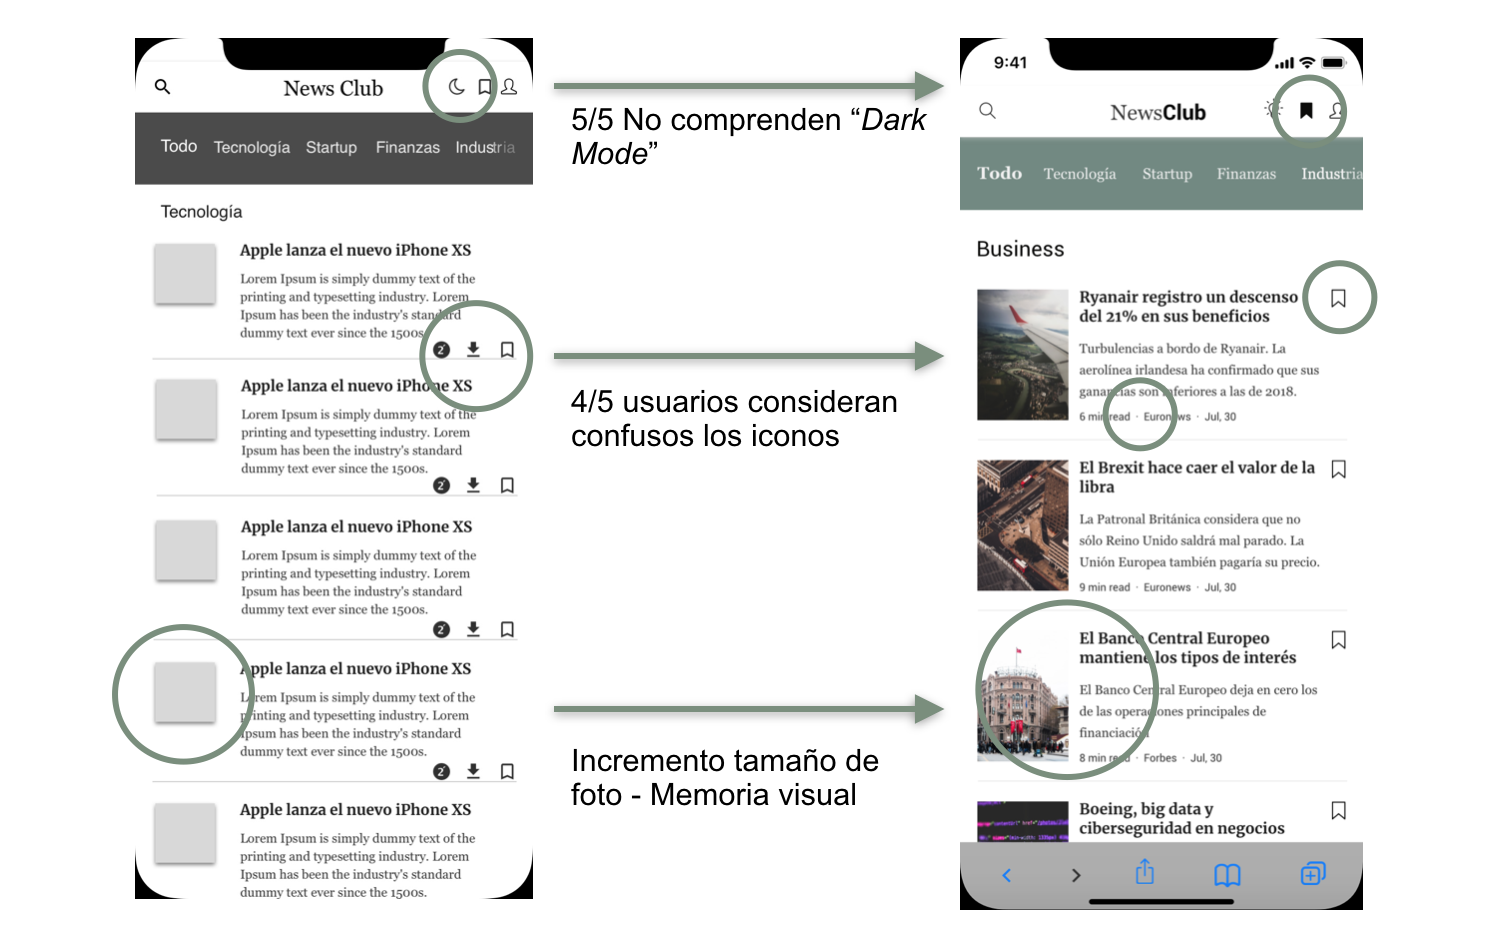 News Club
Todo Tecnología Startup Finanzas Industria
Tecnología
Apple lanza el nuevo iPhone XS
Lorem Ipsum is simply dummy text of the
printing and typesetting industry. Lorem
Ipsum has been the industry's standard
dummy text ever since the 1500s.
2'
Apple lanza el nuevo iPhone XS
Lorem Ipsum is simply dummy text of the
printing and typesetting industry. Lorem
Ipsum has been the industry's standard
dummy text ever since the 1500s.
2'
Apple lanza el nuevo iPhone XS
Lorem Ipsum is simply dummy text of the
printing and typesetting industry. Lorem
Ipsum has been the industry's standard
dummy text ever since the 1500s.
2'
Apple lanza el nuevo iPhone XS
Lorem Ipsum is simply dummy text of the
printing and typesetting industry. Lorem
Ipsum has been the industry's standard
dummy text ever since the 1500s.
2'
Apple lanza el nuevo iPhone XS
Lorem Ipsum is simply dummy text of the
printing and typesetting industry. Lorem
Ipsum has been the industry's standard
dummy text ever since the 1500s.
5/5 No comprenden “Dark
Mode”
4/5 usuarios consideran
confusos los iconos
Incremento tamaño de
foto - Memoria visual
9:41
NewsClub
Todo Tecnología Startup Finanzas Industria
Business
Ryanair registro un descenso
del 21% en sus beneficios
Turbulencias a bordo de Ryanair. La
aerolínea irlandesa ha confirmado que sus
ganancias son inferiores a las de 2018.
6 min read · Euronews · Jul, 30
El Brexit hace caer el valor de la
libra
La Patronal Británica considera que no
sólo Reino Unido saldrá mal parado. La
Unión Europea también pagaría su precio.
9 min read · Euronews · Jul, 30
El Banco Central Europeo
mantiene los tipos de interés
El Banco Central Europeo deja en cero los
de las operaciones principales de
financiación
8 min read · Forbes · Jul, 30
Boeing, big data y
ciberseguridad en negocios